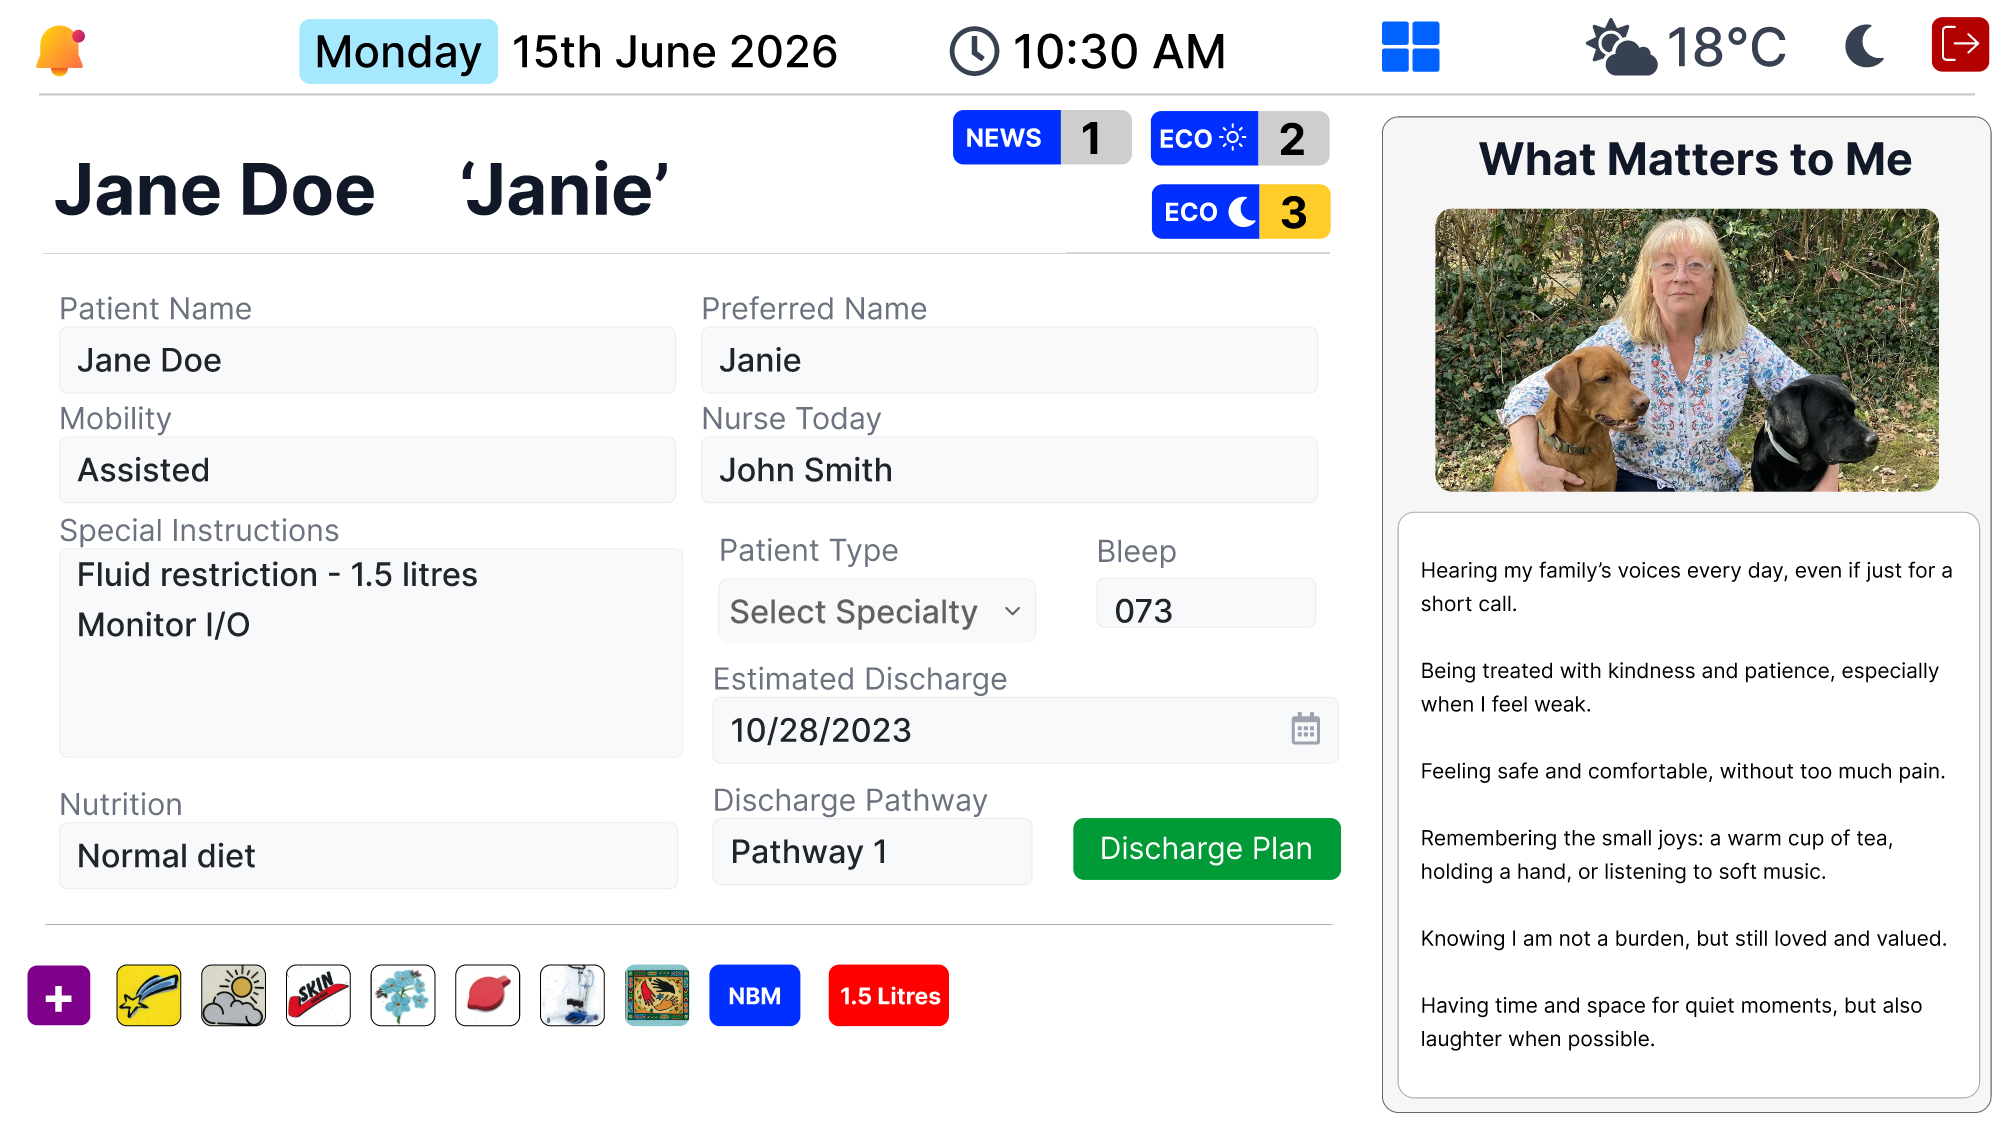 Monday 15th June 2026
10:30 AM
18°C
NEWS 1
ECO 2
ECO 3
Jane Doe ‘Janie’
Patient Name
Jane Doe
Preferred Name
Janie
Mobility
Assisted
Nurse Today
John Smith
Special Instructions
Fluid restriction - 1.5 litres
Monitor I/O
Patient Type
Select Specialty
Bleep
073
Estimated Discharge
10/28/2023
Nutrition
Normal diet
Discharge Pathway
Pathway 1
Discharge Plan
SKIN
NBM
1.5 Litres
What Matters to Me
Hearing my family’s voices every day, even if just for a
short call.
Being treated with kindness and patience, especially
when I feel weak.
Feeling safe and comfortable, without too much pain.
Remembering the small joys: a warm cup of tea,
holding a hand, or listening to soft music.
Knowing I am not a burden, but still loved and valued.
Having time and space for quiet moments, but also
laughter when possible.